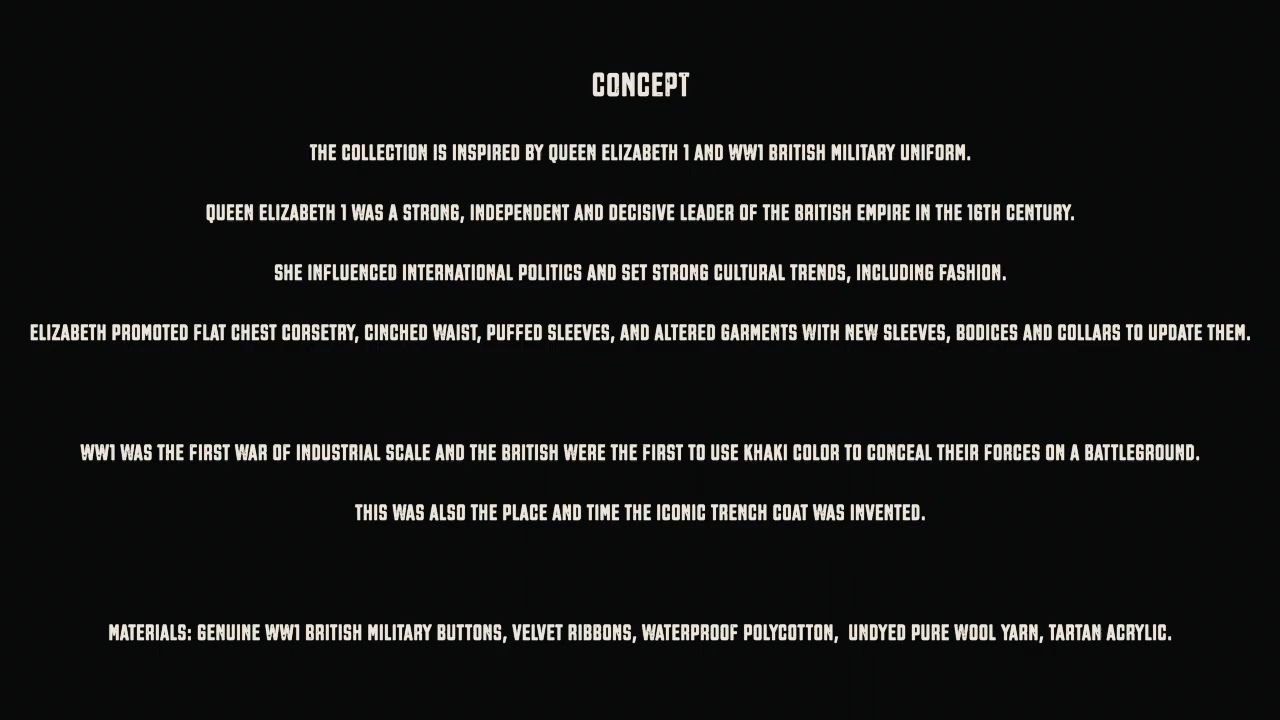 CONCEPT
THE COLLECTION IS INSPIRED BY QUEEN ELIZABETH 1 AND WW1 BRITISH MILITARY UNIFORM.
QUEEN ELIZABETH 1 WAS A STRONG, INDEPENDENT AND DECISIVE LEADER OF THE BRITISH EMPIRE IN THE 16TH CENTURY.
SHE INFLUENCED INTERNATIONAL POLITICS AND SET STRONG CULTURAL TRENDS, INCLUDING FASHION.
ELIZABETH PROMOTED FLAT CHEST CORSETRY, CINCHED WAIST, PUFFED SLEEVES, AND ALTERED GARMENTS WITH NEW SLEEVES, BODICES AND COLLARS TO UPDATE THEM.
WW1 WAS THE FIRST WAR OF INDUSTRIAL SCALE AND THE BRITISH WERE THE FIRST TO USE KHAKI COLOR TO CONCEAL THEIR FORCES ON A BATTLEGROUND.
THIS WAS ALSO THE PLACE AND TIME THE ICONIC TRENCH COAT WAS INVENTED.
MATERIALS: GENUINE WW1 BRITISH MILITARY BUTTONS, VELVET RIBBONS, WATERPROOF POLYCOTTON, UNDYED PURE WOOL YARN, TARTAN ACRYLIC.